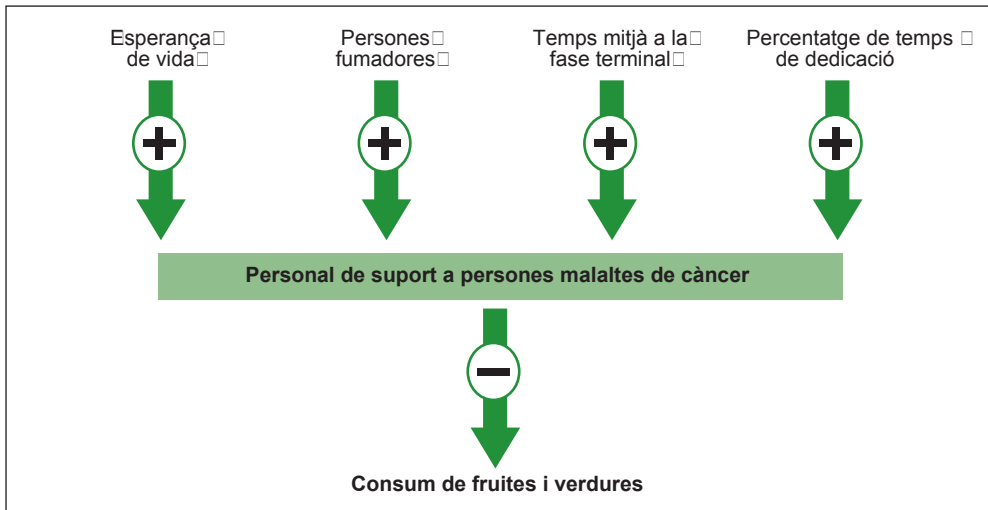 Esperança
de vida
Persones
fumadores
Temps mitjà a la
fase terminal
Percentatge de temps
de dedicació
Personal de suport a persones malaltes de càncer
Consum de fruites i verdures